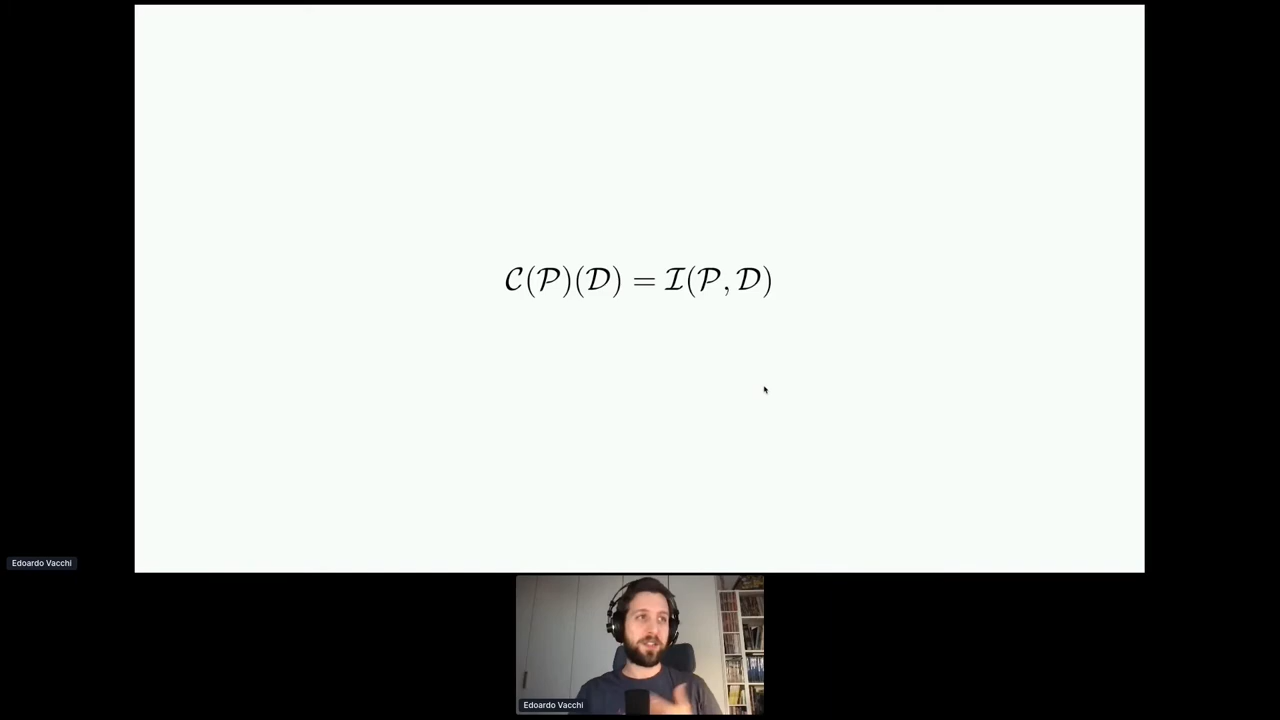 𝒞(𝒫)(𝒟) = ℐ(𝒫, 𝒟)
Edoardo Vacchi
Edoardo Vacchi